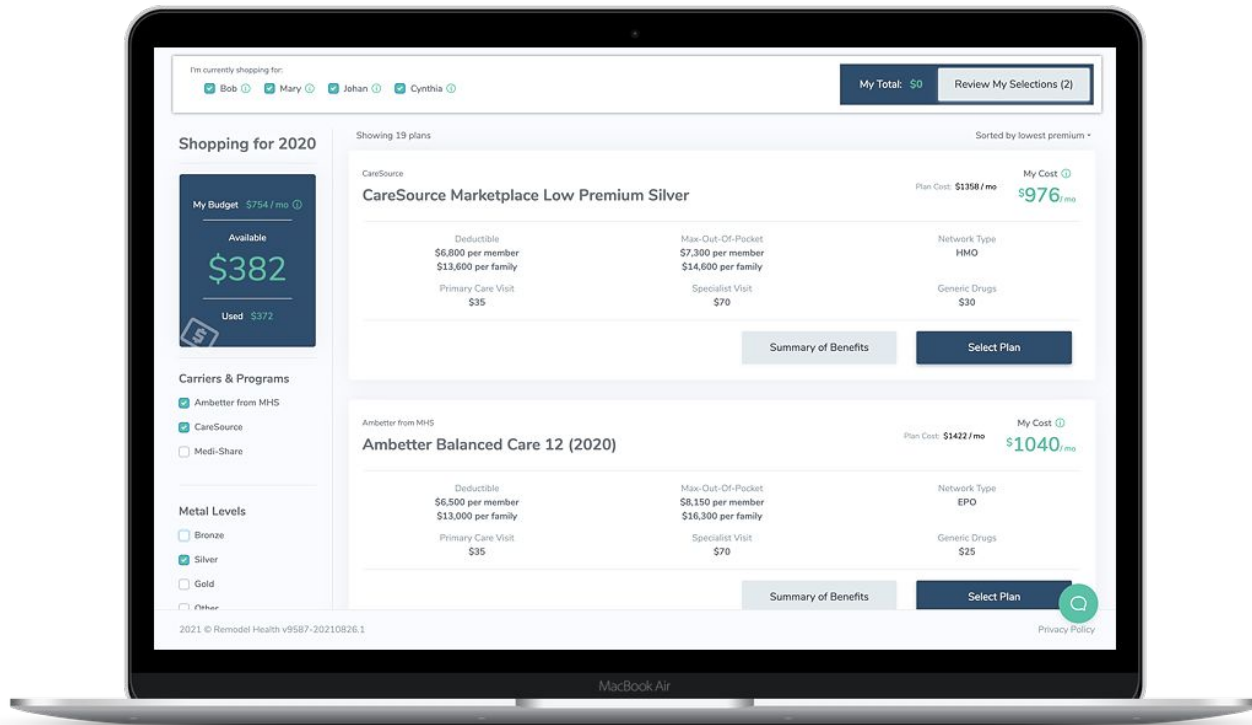 I'm currently shopping for:
Bob Mary Johan Cynthia
My Total: $0 Review My Selections (2)
Shopping for 2020
Showing 19 plans
Sorted by lowest premium
My Budget $754 / mo
Available
$382
Used $372
Carriers & Programs
Ambetter from MHS
CareSource
Medi-Share
Metal Levels
Bronze
Silver
Gold
Other
CareSource
CareSource Marketplace Low Premium Silver
Plan Cost: $1358 / mo
My Cost
$976/ mo
Deductible
$6,800 per member
$13,600 per family
Max-Out-Of-Pocket
$7,300 per member
$14,600 per family
Network Type
HMO
Primary Care Visit
$35
Specialist Visit
$70
Generic Drugs
$30
Summary of Benefits
Select Plan
Ambetter from MHS
Ambetter Balanced Care 12 (2020)
Plan Cost: $1422 / mo
My Cost
$1040/ mo
Deductible
$6,500 per member
$13,000 per family
Max-Out-Of-Pocket
$8,150 per member
$16,300 per family
Network Type
EPO
Primary Care Visit
$35
Specialist Visit
$70
Generic Drugs
$25
Summary of Benefits
Select Plan
2021 © Remodel Health v9587-20210826.1
Privacy Policy
MacBook Air